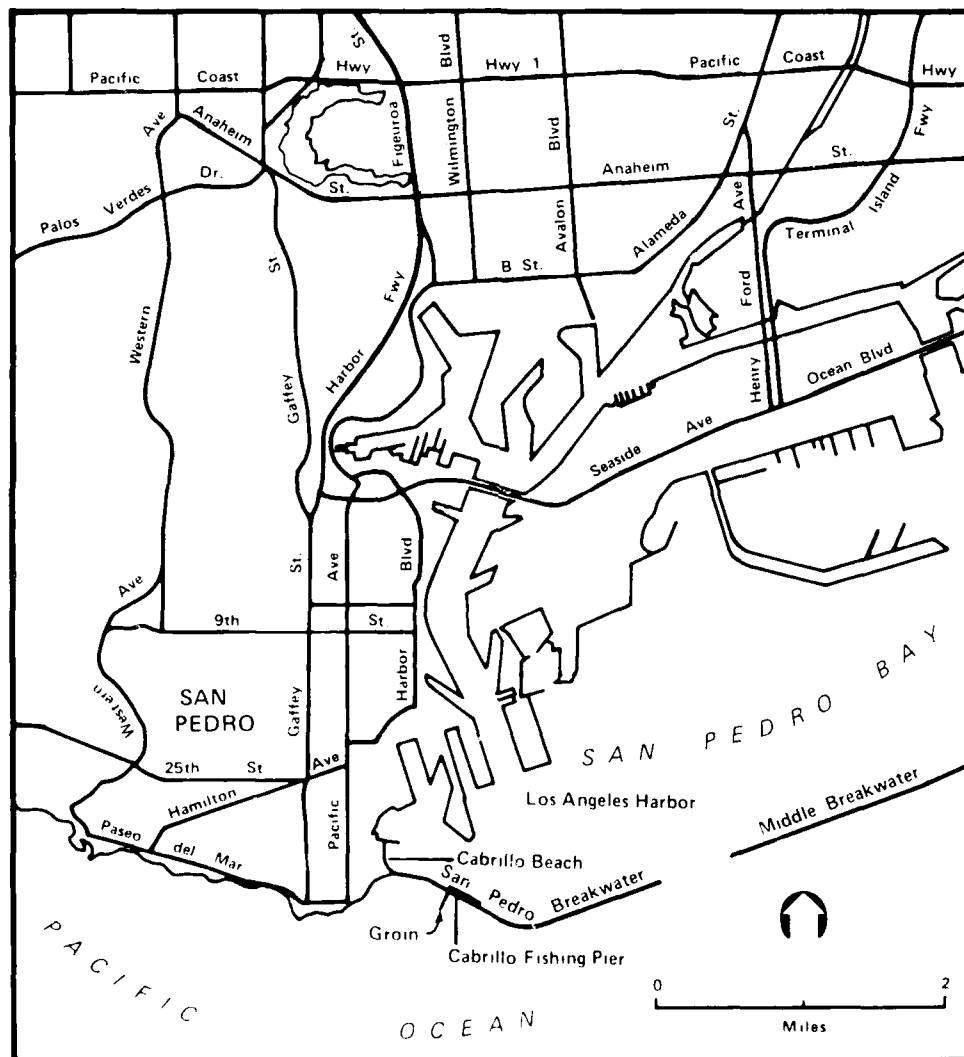 Pacific Coast Hwy Hwy 1 Pacific Coast Hwy
St.
Figeuroa
Wilmington Blvd
Avalon Blvd
Alameda St.
Anaheim St. Anaheim St.
Palos Verdes Dr.
Western Ave
Gaffey St
Harbor Fwy
B St.
Henry Ford Ave
Terminal Island Fwy
Seaside Ave Ocean Blvd
Western Ave
Gaffey St.
Pacific Ave
Harbor Blvd
9th St
SAN
PEDRO
25th St
Hamilton Ave
Paseo del Mar
SAN PEDRO BAY
Los Angeles Harbor
Middle Breakwater
Cabrillo Beach
San Pedro Breakwater
Groin
Cabrillo Fishing Pier
PACIFIC
OCEAN
0 2
Miles